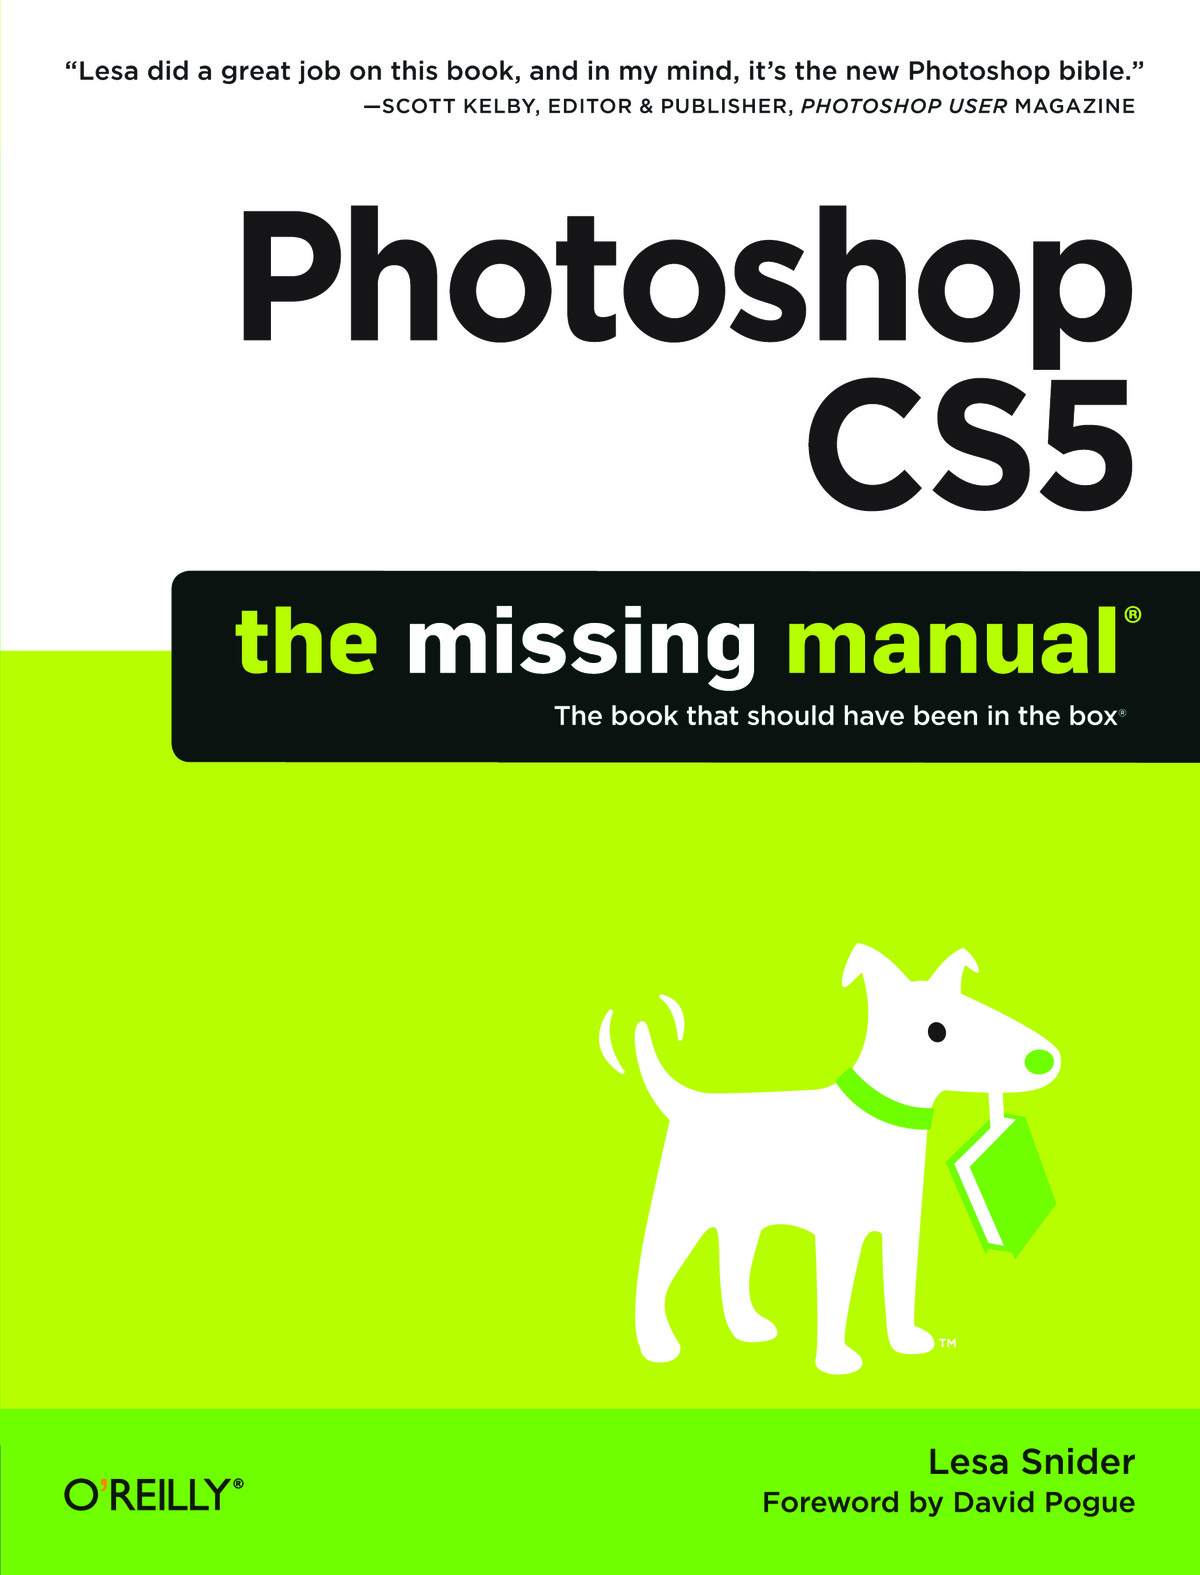 “Lesa did a great job on this book, and in my mind, it’s the new Photoshop bible.”
—SCOTT KELBY, EDITOR & PUBLISHER, PHOTOSHOP USER MAGAZINE
Photoshop
CS5
the missing manual®
The book that should have been in the box®
TM
Lesa Snider
O’REILLY®
Foreword by David Pogue